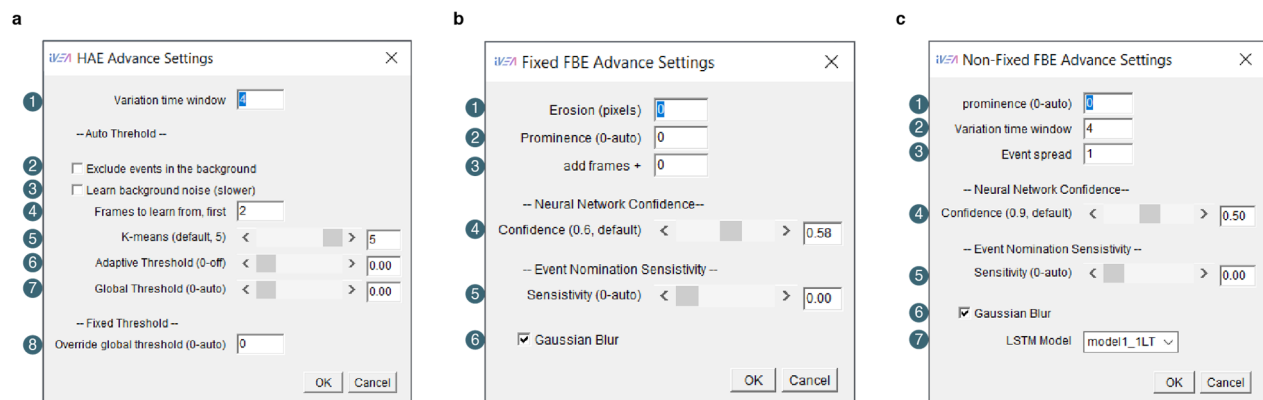 a
iVEA HAE Advance Settings
1 Variation time window 4
-- Auto Threhold --
2 Exclude events in the background
3 Learn background noise (slower)
4 Frames to learn from, first 2
5 K-means (default, 5) < > 5
6 Adaptive Threshold (0-off) < > 0.00
7 Global Threshold (0-auto) < > 0.00
-- Fixed Threshold --
8 Override global threshold (0-auto) 0
OK Cancel
b
iVEA Fixed FBE Advance Settings
1 Erosion (pixels) 0
2 Prominence (0-auto) 0
3 add frames + 0
-- Neural Network Confidence--
4 Confidence (0.6, default) < > 0.58
-- Event Nomination Sensistivity --
5 Sensistivity (0-auto) < > 0.00
6 Gaussian Blur
OK Cancel
c
iVEA Non-Fixed FBE Advance Settings
1 prominence (0-auto) 0
2 Variation time window 4
3 Event spread 1
-- Neural Network Confidence--
4 Confidence (0.9, default) < > 0.50
-- Event Nomination Sensistivity --
5 Sensitivity (0-auto) < > 0.00
6 Gaussian Blur
7 LSTM Model model1_1LT
OK Cancel